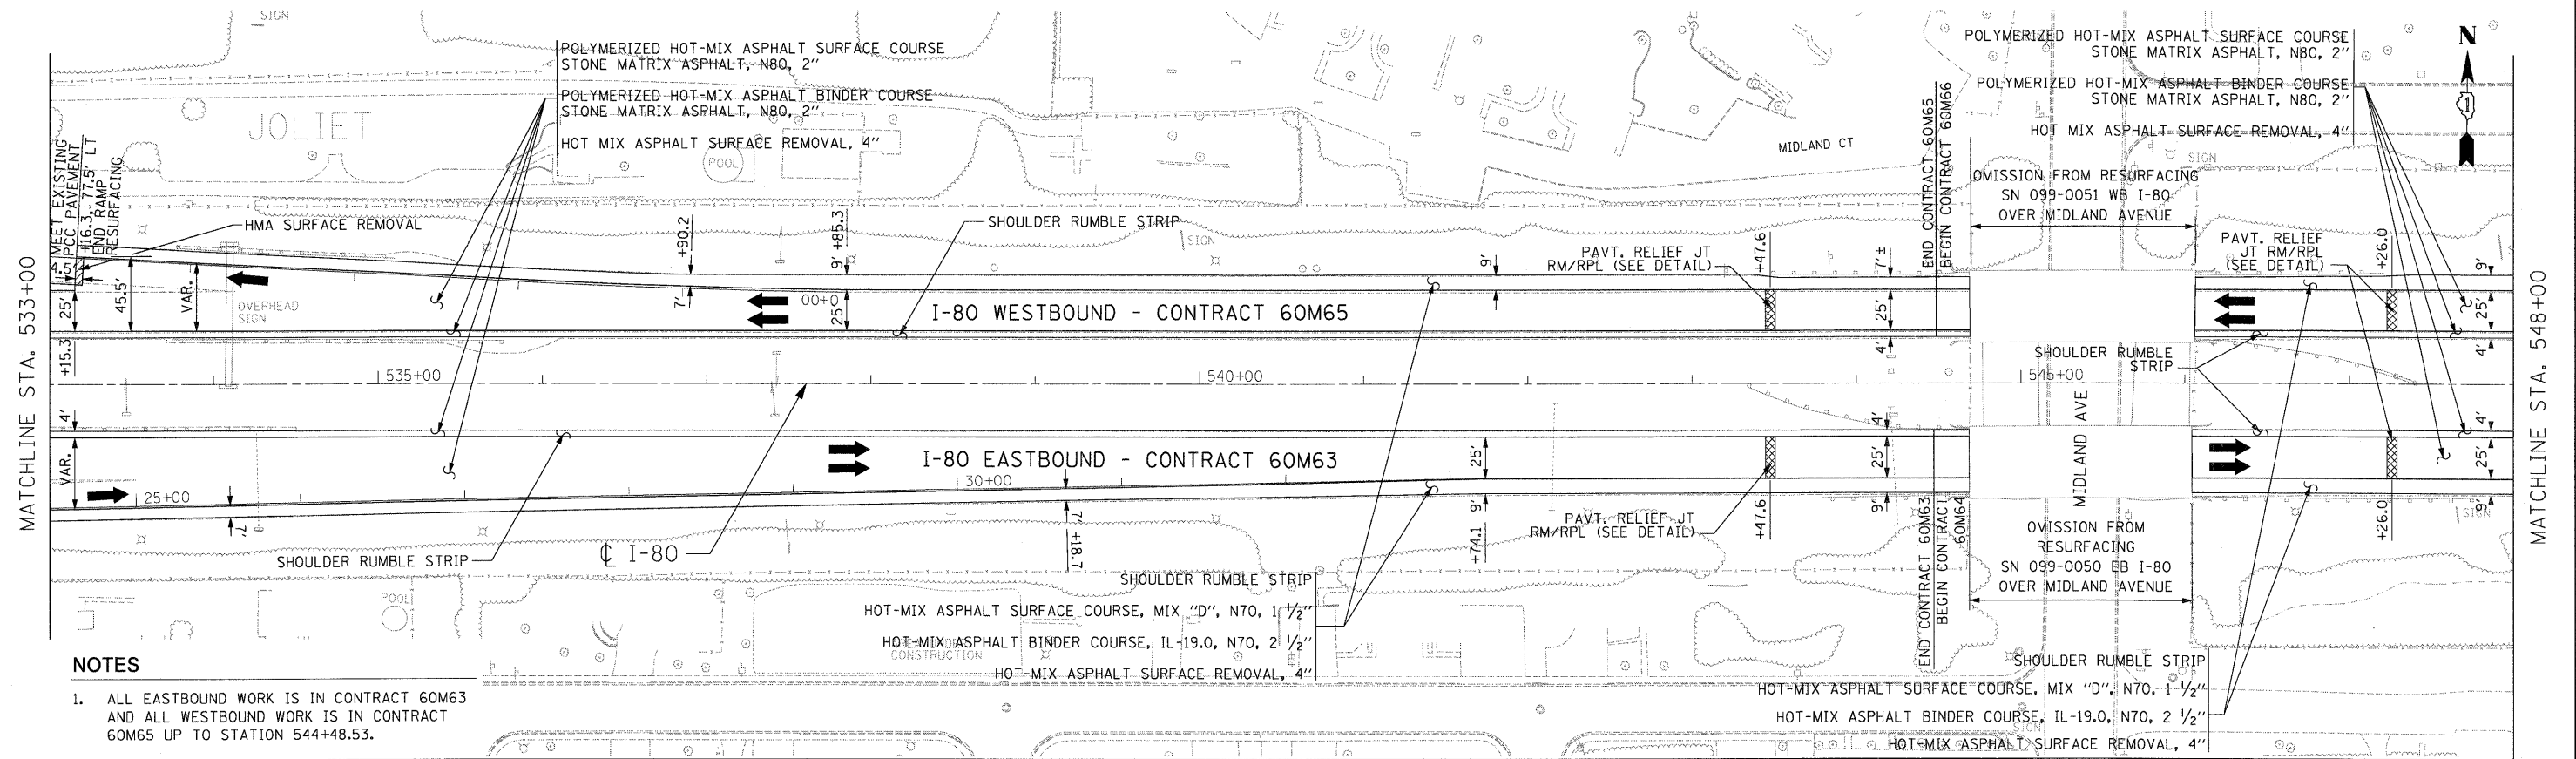 SIGN
JOLIET
POLYMERIZED HOT-MIX ASPHALT SURFACE COURSE
STONE MATRIX ASPHALT, N80, 2"
POLYMERIZED HOT-MIX ASPHALT BINDER COURSE
STONE MATRIX ASPHALT, N80, 2"
HOT MIX ASPHALT SURFACE REMOVAL, 4"
POOL
MIDLAND CT
POLYMERIZED HOT-MIX ASPHALT SURFACE COURSE
STONE MATRIX ASPHALT, N80, 2"
POLYMERIZED HOT-MIX ASPHALT BINDER COURSE
STONE MATRIX ASPHALT, N80, 2"
HOT MIX ASPHALT SURFACE REMOVAL, 4"
N
1
SIGN
MATCHLINE STA. 533+00
MEET EXISTING
PCC PAVEMENT
+16.3, 77.5' LT
END RAMP
RESURFACING
HMA SURFACE REMOVAL
4.5'
25'
45.5'
VAR.
OVERHEAD
SIGN
+15.3
+90.2
7'
9' +85.3
25'
00+0
SHOULDER RUMBLE STRIP
SIGN
I-80 WESTBOUND - CONTRACT 60M65
9'
PAVT. RELIEF JT
RM/RPL (SEE DETAIL)
+47.6
7'±
25'
4'
END CONTRACT 60M65
BEGIN CONTRACT 60M66
OMISSION FROM RESURFACING
SN 099-0051 WB I-80
OVER MIDLAND AVENUE
PAVT. RELIEF
JT RM/RPL
(SEE DETAIL)
+26.0
9'
25'
4'
SHOULDER RUMBLE
STRIP
535+00
540+00
545+00
MATCHLINE STA. 548+00
4'
VAR.
25+00
7'
I-80 EASTBOUND - CONTRACT 60M63
30+00
7' +18.7
25'
9'
+74.1
PAVT. RELIEF JT
RM/RPL (SEE DETAIL)
+47.6
4'
25'
9'
END CONTRACT 60M63
BEGIN CONTRACT
60M64
MIDLAND AVE
OMISSION FROM
RESURFACING
SN 099-0050 EB I-80
OVER MIDLAND AVENUE
+26.0
4'
25'
9'
SIGN
SHOULDER RUMBLE STRIP
℄ I-80
POOL
SHOULDER RUMBLE STRIP
HOT-MIX ASPHALT SURFACE COURSE, MIX "D", N70, 1 1/2"
HOT-MIX ASPHALT BINDER COURSE, IL-19.0, N70, 2 1/2"
CONSTRUCTION
HOT-MIX ASPHALT SURFACE REMOVAL, 4"
SHOULDER RUMBLE STRIP
HOT-MIX ASPHALT SURFACE COURSE, MIX "D", N70, 1 1/2"
HOT-MIX ASPHALT BINDER COURSE, IL-19.0, N70, 2 1/2"
SIGN
HOT-MIX ASPHALT SURFACE REMOVAL, 4"
NOTES
1. ALL EASTBOUND WORK IS IN CONTRACT 60M63
AND ALL WESTBOUND WORK IS IN CONTRACT
60M65 UP TO STATION 544+48.53.